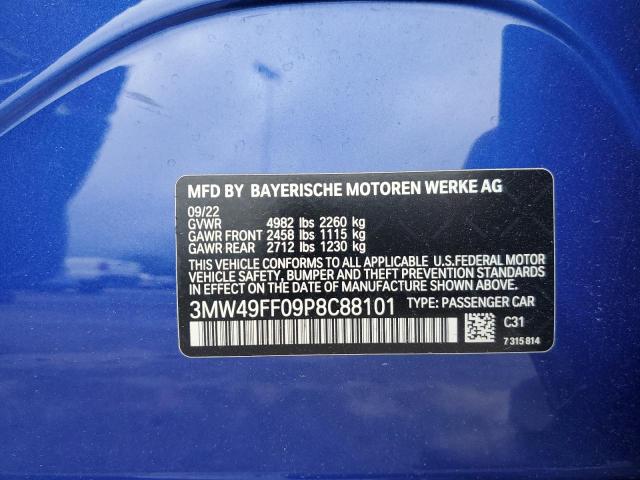 MFD BY BAYERISCHE MOTOREN WERKE AG
09/22
GVWR 4982 lbs 2260 kg
GAWR FRONT 2458 lbs 1115 kg
GAWR REAR 2712 lbs 1230 kg
THIS VEHICLE CONFORMS TO ALL APPLICABLE U.S.FEDERAL MOTOR
VEHICLE SAFETY, BUMPER AND THEFT PREVENTION STANDARDS
IN EFFECT ON THE DATE OF MANUFACTURE SHOWN ABOVE.
3MW49FF09P8C88101 TYPE: PASSENGER CAR
C31
7 315 814